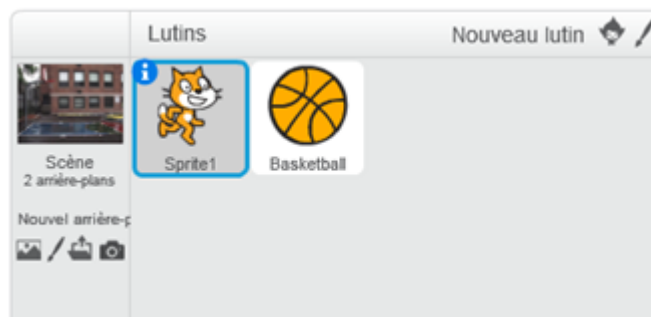 Lutins
Nouveau lutin
Scène
2 arrière-plans
Nouvel arrière-p
Sprite1
Basketball